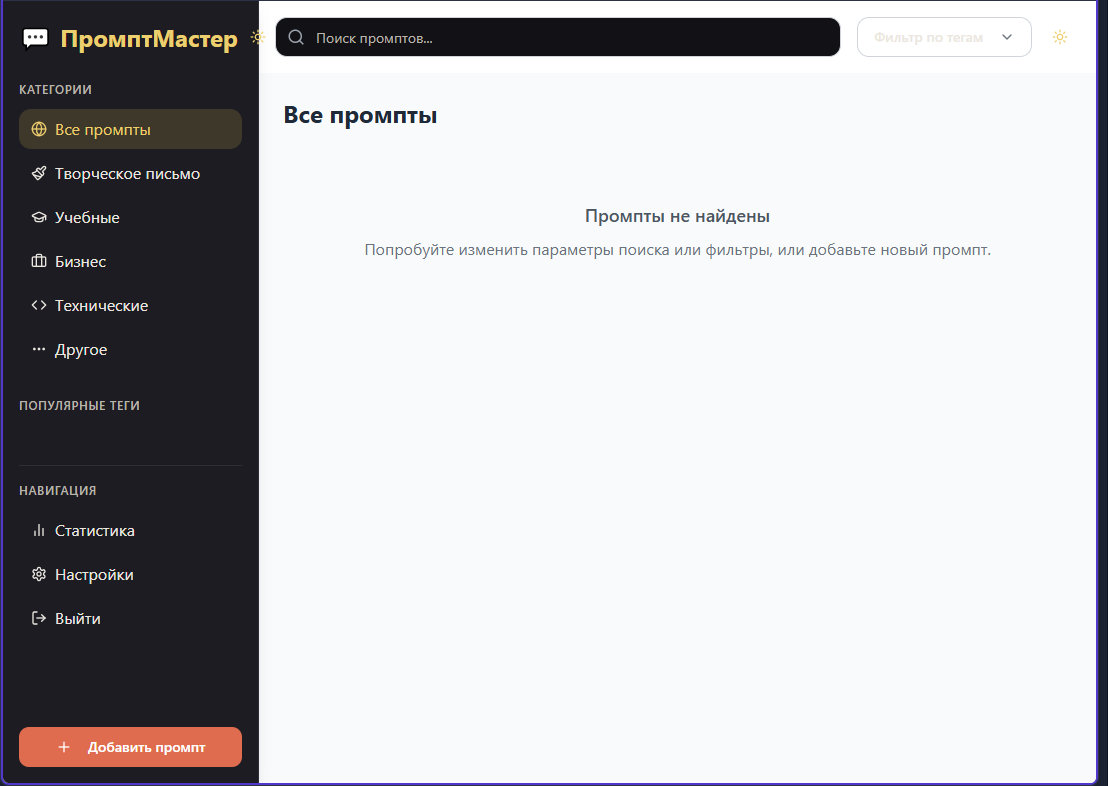 ПромптМастер
Поиск промптов...
Фильтр по тегам
КАТЕГОРИИ
Все промпты
Творческое письмо
Учебные
Бизнес
Технические
Другое
ПОПУЛЯРНЫЕ ТЕГИ
НАВИГАЦИЯ
Статистика
Настройки
Выйти
Добавить промпт
Все промпты
Промпты не найдены
Попробуйте изменить параметры поиска или фильтры, или добавьте новый промпт.